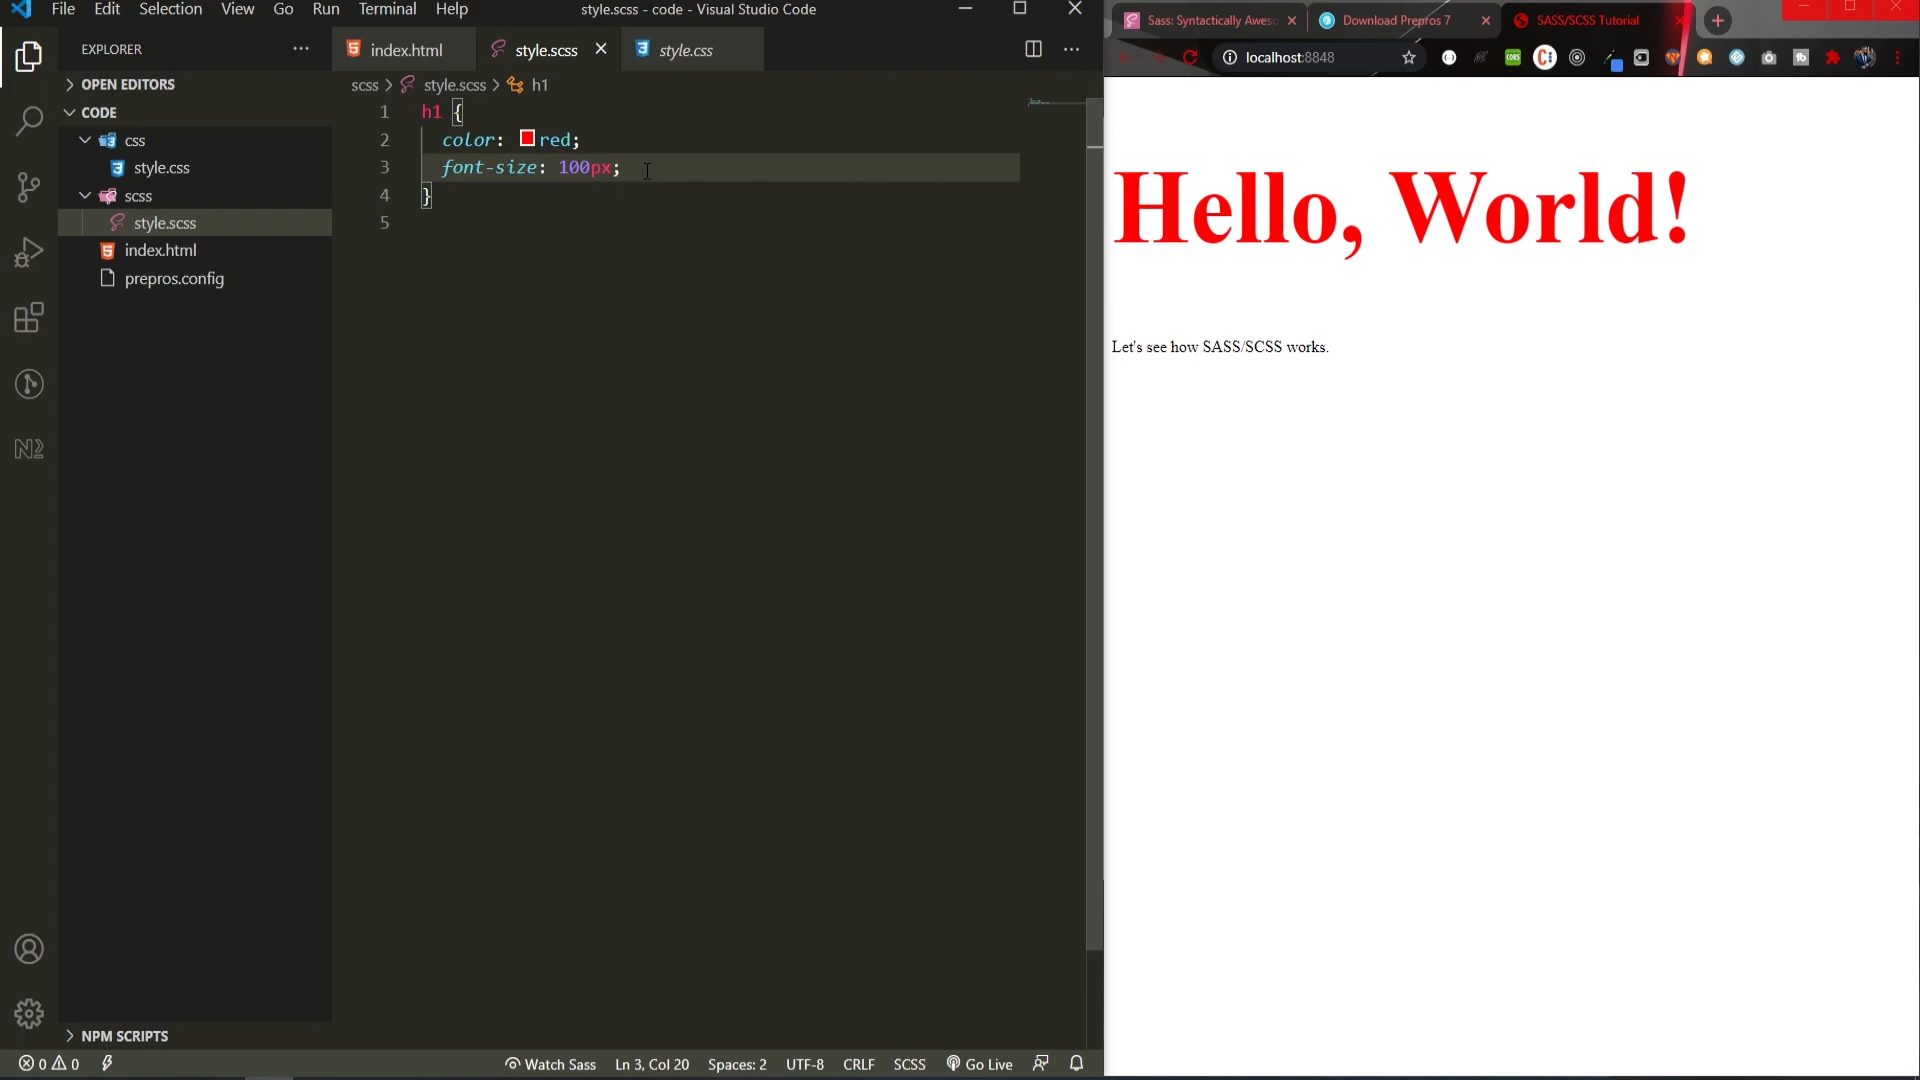 File Edit Selection View Go Run Terminal Help
style.scss - code - Visual Studio Code
EXPLORER
OPEN EDITORS
CODE
css
style.css
scss
style.scss
index.html
prepros.config
NPM SCRIPTS
index.html
style.scss
style.css
scss > style.scss > h1
1 h1 {
2 color: red;
3 font-size: 100px;
4 }
5
0 0
Watch Sass
Ln 3, Col 20
Spaces: 2
UTF-8
CRLF
SCSS
Go Live
Sass: Syntactically Aweso
Download Prepros 7
SASS/SCSS Tutorial
localhost:8848
CORS
Hello, World!
Let's see how SASS/SCSS works.